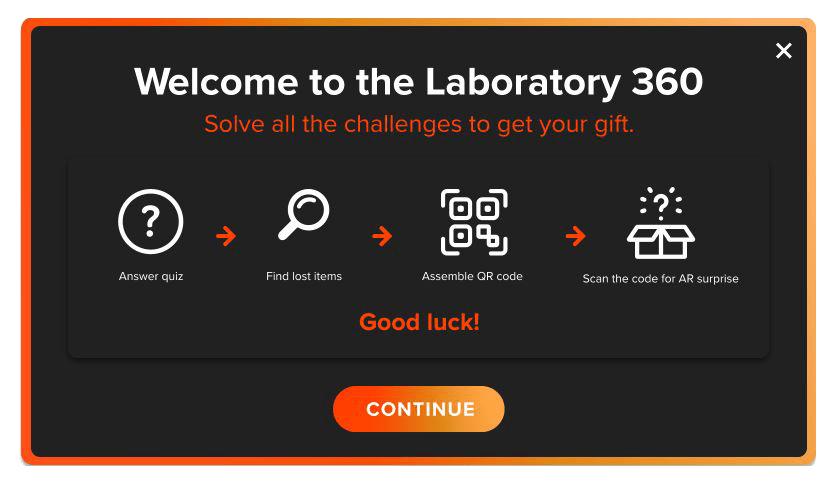 Welcome to the Laboratory 360
Solve all the challenges to get your gift.
Answer quiz
Find lost items
Assemble QR code
Scan the code for AR surprise
Good luck!
CONTINUE